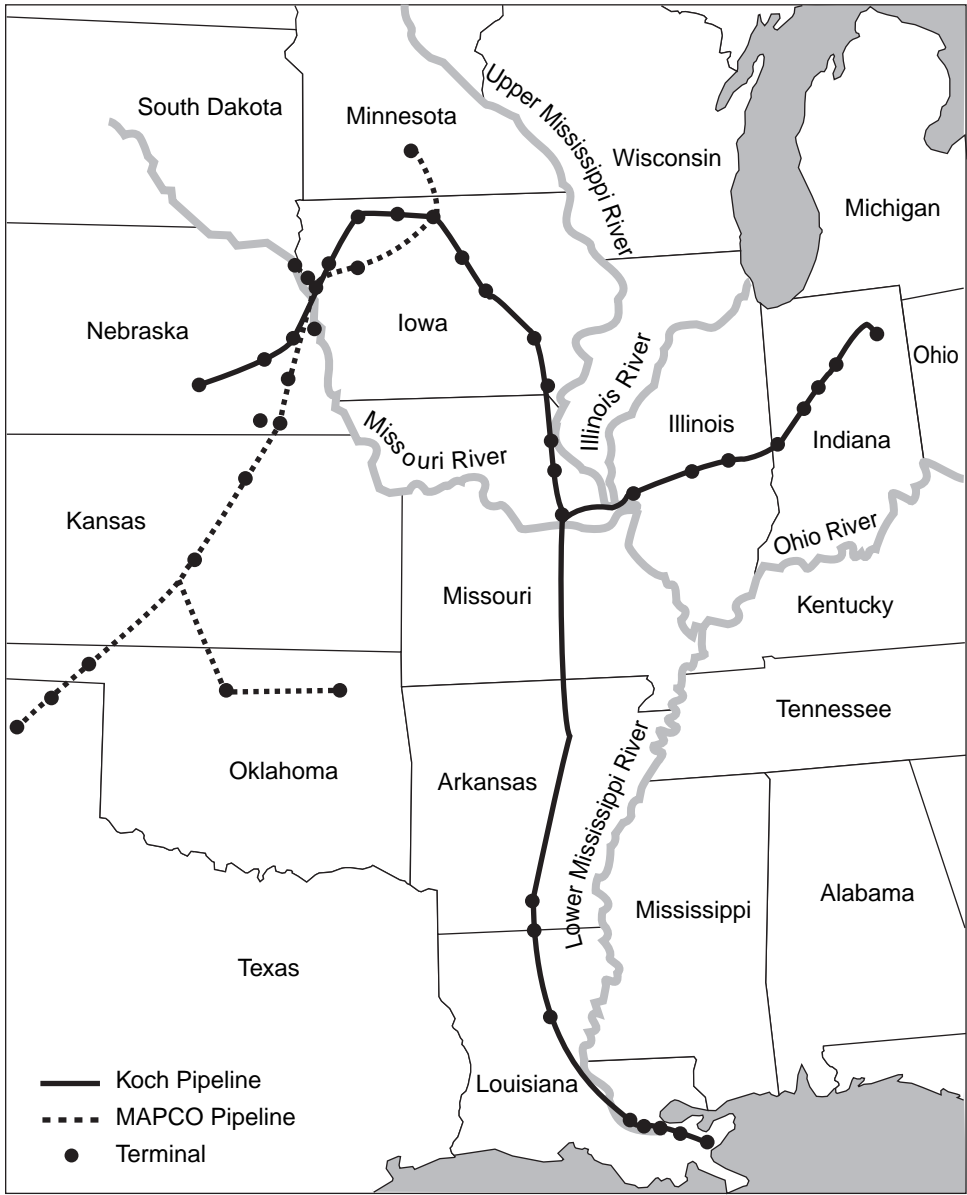 South Dakota
Minnesota
Upper Mississippi River
Wisconsin
Michigan
Nebraska
Iowa
Illinois River
Ohio
Illinois
Indiana
Missouri River
Kansas
Ohio River
Missouri
Kentucky
Tennessee
Oklahoma
Arkansas
Lower Mississippi River
Mississippi
Alabama
Texas
Louisiana
Koch Pipeline
MAPCO Pipeline
Terminal